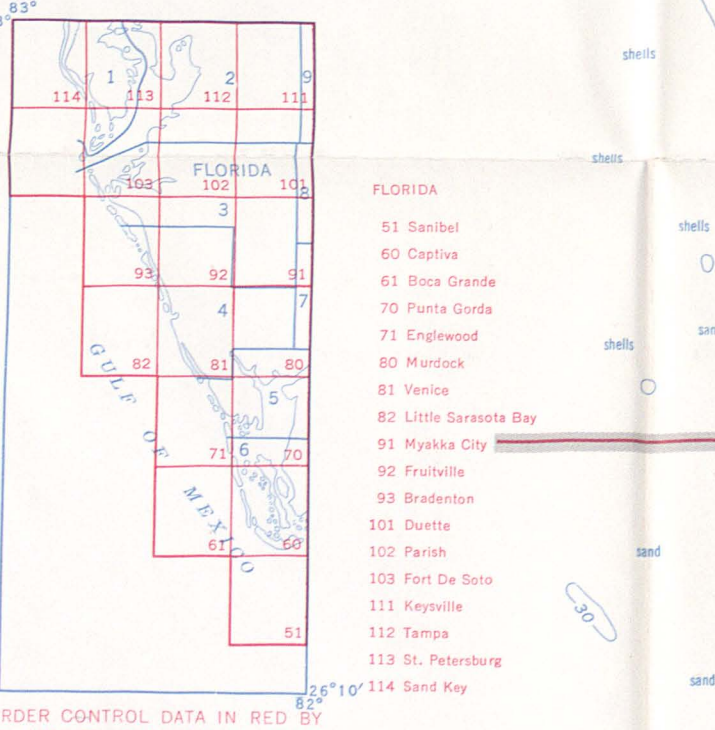 83°
shells
1
2
9
114
113
112
111
shells
FLORIDA
103
102
101
8
3
93
92
91
7
4
82
81
80
5
71
6
70
61
60
51
GULF OF MEXICO
26°10'
82°
RDER CONTROL DATA IN RED BY
FLORIDA
51 Sanibel
60 Captiva
61 Boca Grande
70 Punta Gorda
71 Englewood
80 Murdock
81 Venice
82 Little Sarasota Bay
91 Myakka City
92 Fruitville
93 Bradenton
101 Duette
102 Parish
103 Fort De Soto
111 Keysville
112 Tampa
113 St. Petersburg
114 Sand Key
shells
san
shells
sand
30
sand